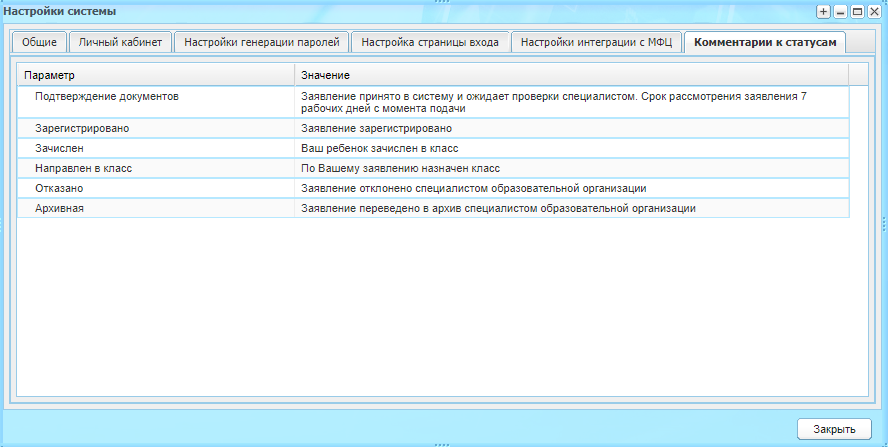 Настройки системы
Общие Личный кабинет Настройки генерации паролей Настройка страницы входа Настройки интеграции с МФЦ Комментарии к статусам
Параметр Значение
Подтверждение документов Заявление принято в систему и ожидает проверки специалистом. Срок рассмотрения заявления 7
рабочих дней с момента подачи
Зарегистрировано Заявление зарегистрировано
Зачислен Ваш ребенок зачислен в класс
Направлен в класс По Вашему заявлению назначен класс
Отказано Заявление отклонено специалистом образовательной организации
Архивная Заявление переведено в архив специалистом образовательной организации
Закрыть